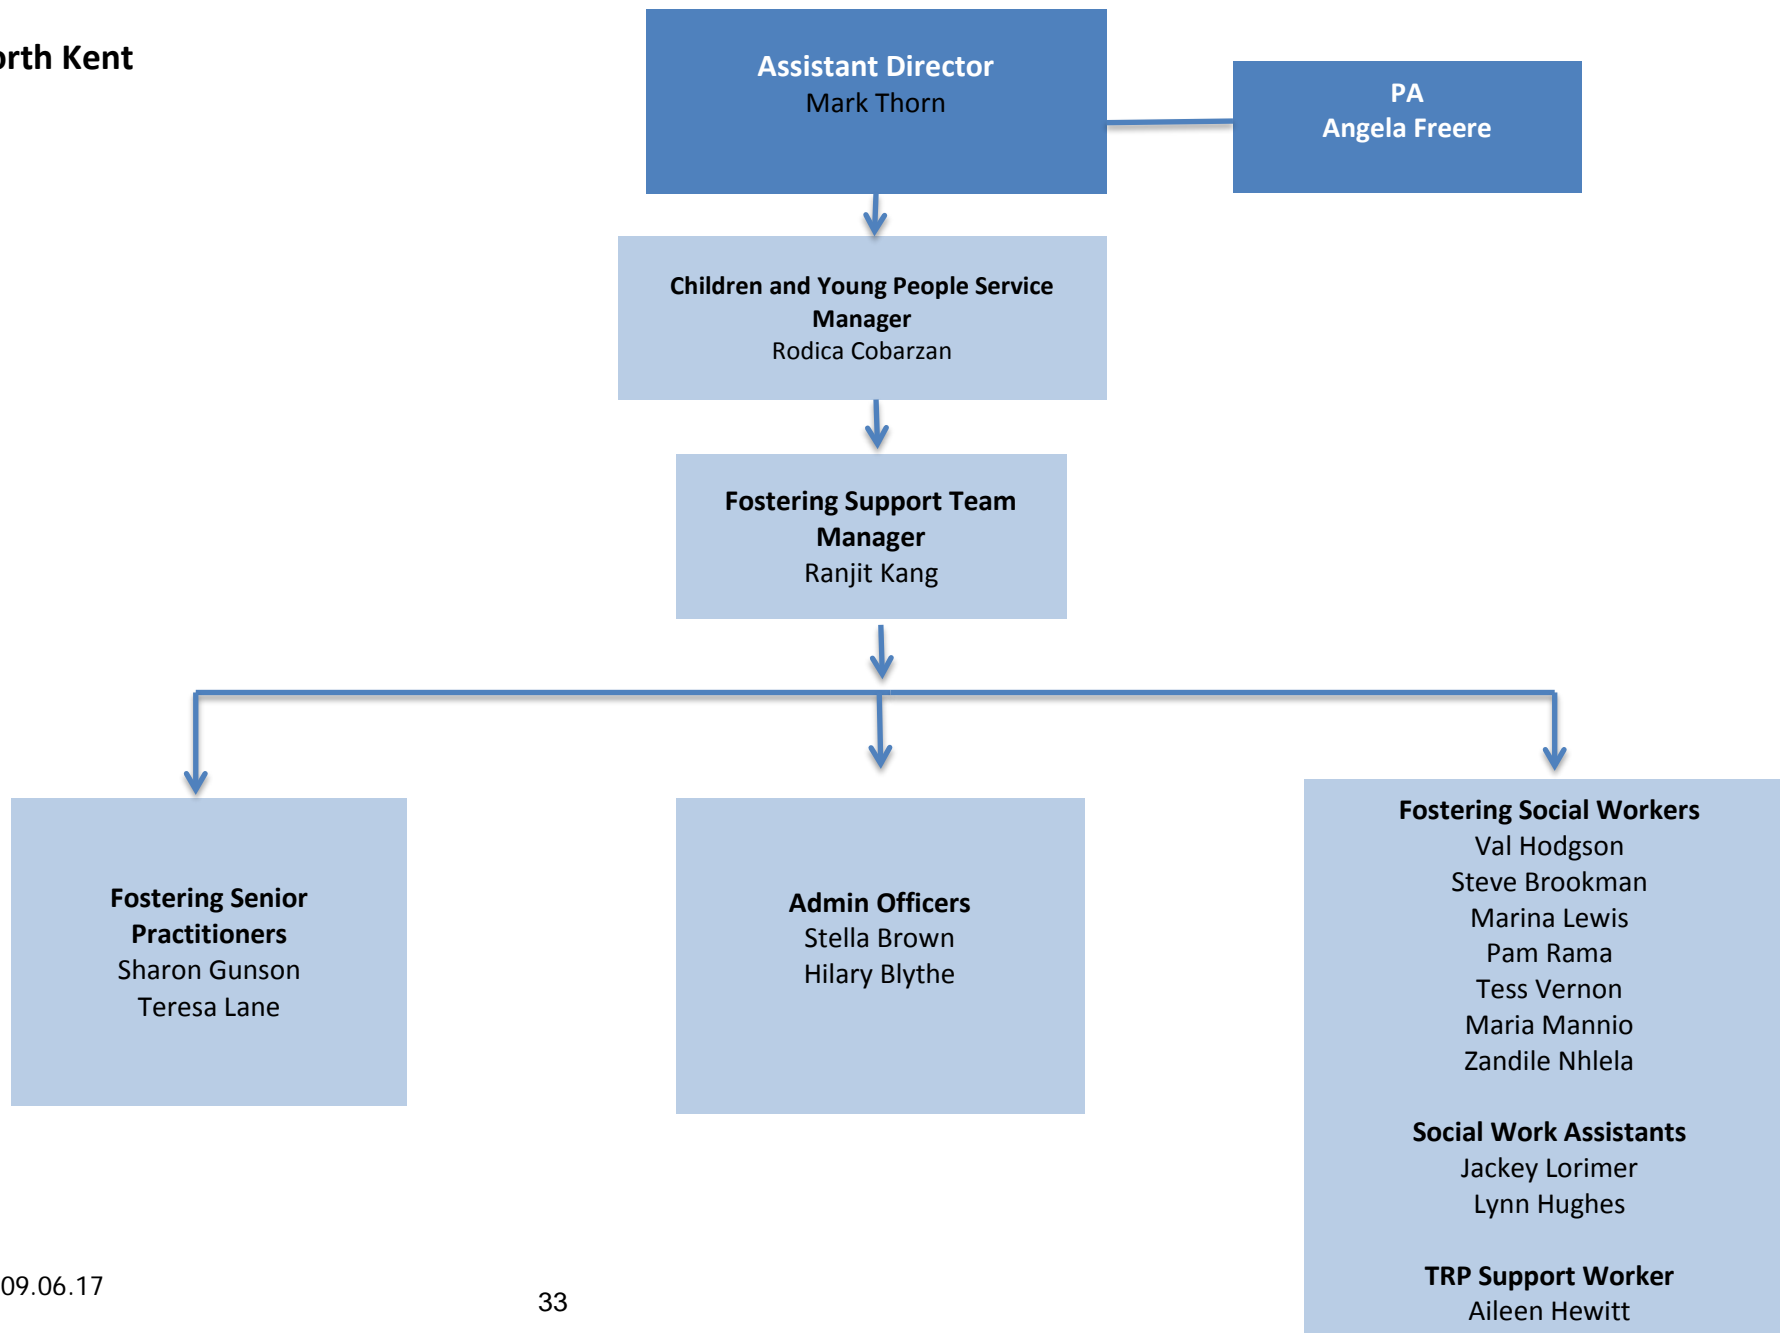 orth Kent
Assistant Director
Mark Thorn
PA
Angela Freere
Children and Young People Service
Manager
Rodica Cobarzan
Fostering Support Team
Manager
Ranjit Kang
Fostering Senior
Practitioners
Sharon Gunson
Teresa Lane
Admin Officers
Stella Brown
Hilary Blythe
Fostering Social Workers
Val Hodgson
Steve Brookman
Marina Lewis
Pam Rama
Tess Vernon
Maria Mannio
Zandile Nhlela
Social Work Assistants
Jackey Lorimer
Lynn Hughes
TRP Support Worker
Aileen Hewitt
09.06.17
33